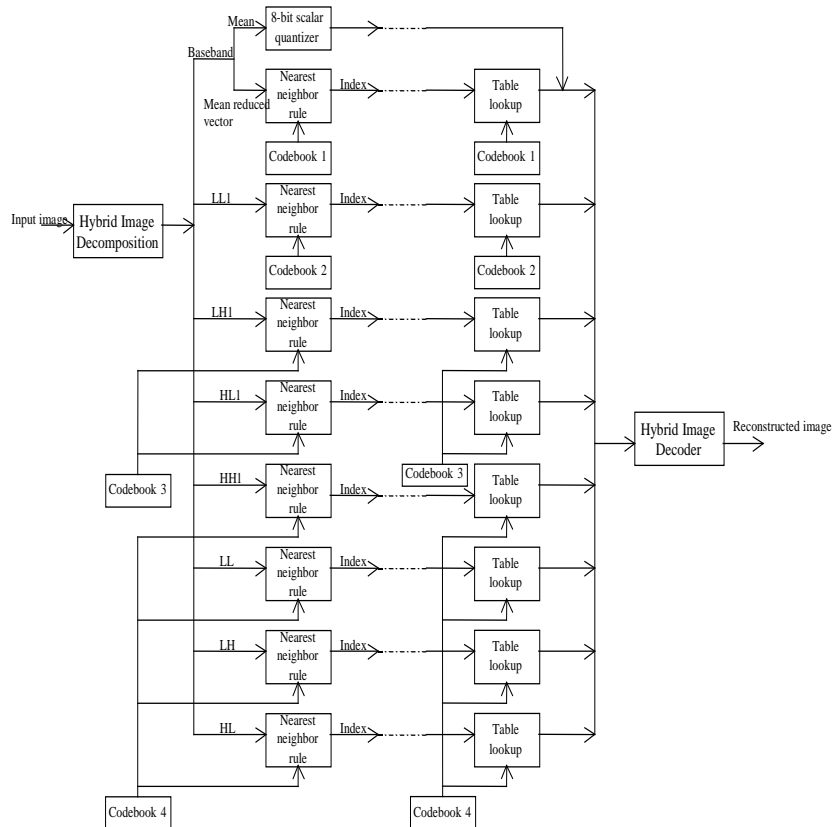 Mean
8-bit scalar
quantizer
Baseband
Mean reduced
vector
Nearest
neighbor
rule
Index
Table
lookup
Codebook 1
Codebook 1
Input image
Hybrid Image
Decomposition
LL1
Nearest
neighbor
rule
Index
Table
lookup
Codebook 2
Codebook 2
LH1
Nearest
neighbor
rule
Index
Table
lookup
HL1
Nearest
neighbor
rule
Index
Table
lookup
Hybrid Image
Decoder
Reconstructed image
Codebook 3
Codebook 3
HH1
Nearest
neighbor
rule
Index
Table
lookup
LL
Nearest
neighbor
rule
Index
Table
lookup
LH
Nearest
neighbor
rule
Index
Table
lookup
HL
Nearest
neighbor
rule
Index
Table
lookup
Codebook 4
Codebook 4